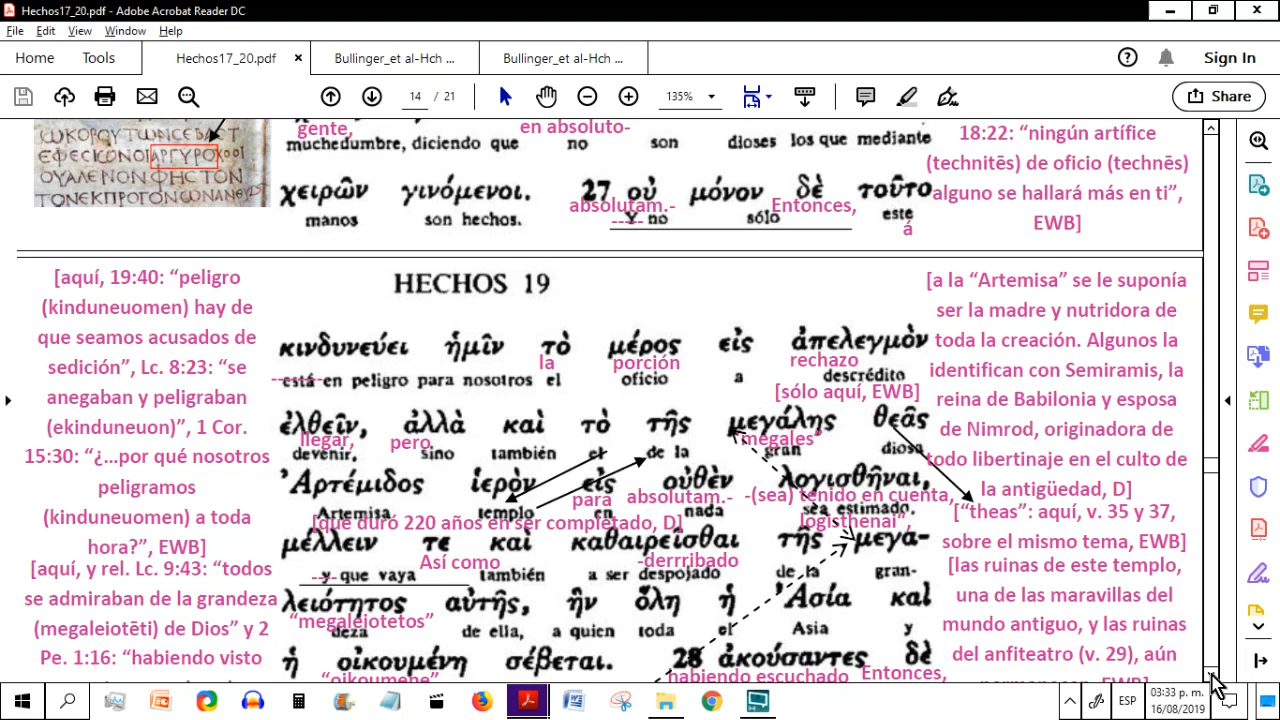 Hechos17_20.pdf - Adobe Acrobat Reader DC
File Edit View Window Help
Home Tools Hechos17_20.pdf × Bullinger_et al-Hch ... Bullinger_et al-Hch ... Sign In
14 / 21 135% Share
ΕΦΕCΙΩΝΟΙΑΡΓΥΡΟΚΟΟΙ
ΟΥΑΛΕΡΙΟΝΦΗCΤΟΝ
gente, en absoluto-
muchedumbre, diciendo que no son dioses los que mediante
χειρῶν γινόμενοι. 27 οὐ μόνον δὲ τοῦτο
absolutam.- Entonces,
manos son hechos. Y no sólo este
á
18:22: “ningún artífice
(technitēs) de oficio (technēs)
alguno se hallará más en ti”,
EWB]
HECHOS 19
[aquí, 19:40: “peligro
(kinduneuomen) hay de
que seamos acusados de
sedición”, Lc. 8:23: “se
anegaban y peligraban
(ekinduneuon)”, 1 Cor.
15:30: “¿...por qué nosotros
peligramos
(kinduneuomen) a toda
hora?”, EWB]
[aquí, y rel. Lc. 9:43: “todos
se admiraban de la grandeza
(megaleiotēti) de Dios” y 2
Pe. 1:16: “habiendo visto
κινδυνεύει ἡμῖν τὸ μέρος εἰς ἀπελεγμὸν
la porción rechazo
está en peligro para nosotros el oficio a descrédito
[sólo aquí, EWB]
ἐλθεῖν, ἀλλὰ καὶ τὸ τῆς μεγάλης θεᾶς
llegar, pero “megales”
devenir, sino también el de la gran diosa
Ἀρτέμιδος ἱερὸν εἰς οὐθὲν λογισθῆναι,
para absolutam.- -(sea) tenido en cuenta,
Artemisa templo en nada sea estimado.
[que duró 220 años en ser completado, D] logisthenai”,
μέλλειν τε καὶ καθαιρεῖσθαι τῆς μεγα-
Así como -derrribado
y que vaya también a ser despojado de la gran-
λειότητος αὐτῆς, ἣν ὅλη ἡ Ἀσία καὶ
“megalejotetos”
deza de ella, a quien toda el Asia y
ἡ οἰκουμένη σέβεται. 28 ἀκούσαντες δὲ
“oikoumene” habiendo escuchado Entonces,
[a la “Artemisa” se le suponía
ser la madre y nutridora de
toda la creación. Algunos la
identifican con Semiramis, la
reina de Babilonia y esposa
de Nimrod, originadora de
todo libertinaje en el culto de
la antigüedad, D]
[“theas”: aquí, v. 35 y 37,
sobre el mismo tema, EWB]
[las ruinas de este templo,
una de las maravillas del
mundo antiguo, y las ruinas
del anfiteatro (v. 29), aún
ESP 03:33 p. m.
16/08/2019